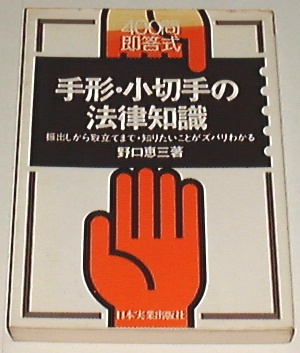 400問
即答式
手形・小切手の
法律知識
振出しから取立てまで・知りたいことがズバリわかる
野口恵三著
日本実業出版社